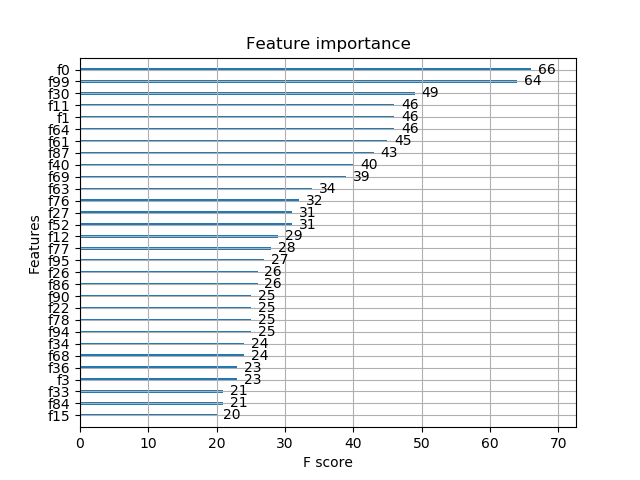 Feature importance
Features
f0 66
f99 64
f30 49
f11 46
f1 46
f64 46
f61 45
f87 43
f40 40
f69 39
f63 34
f76 32
f27 31
f52 31
f12 29
f77 28
f95 27
f26 26
f86 26
f90 25
f22 25
f78 25
f94 25
f34 24
f68 24
f36 23
f3 23
f33 21
f84 21
f15 20
0 10 20 30 40 50 60 70
F score